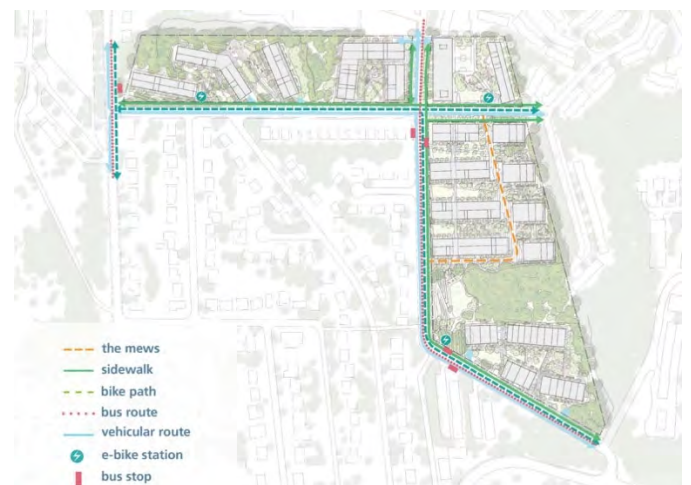 the mews
sidewalk
bike path
bus route
vehicular route
e-bike station
bus stop